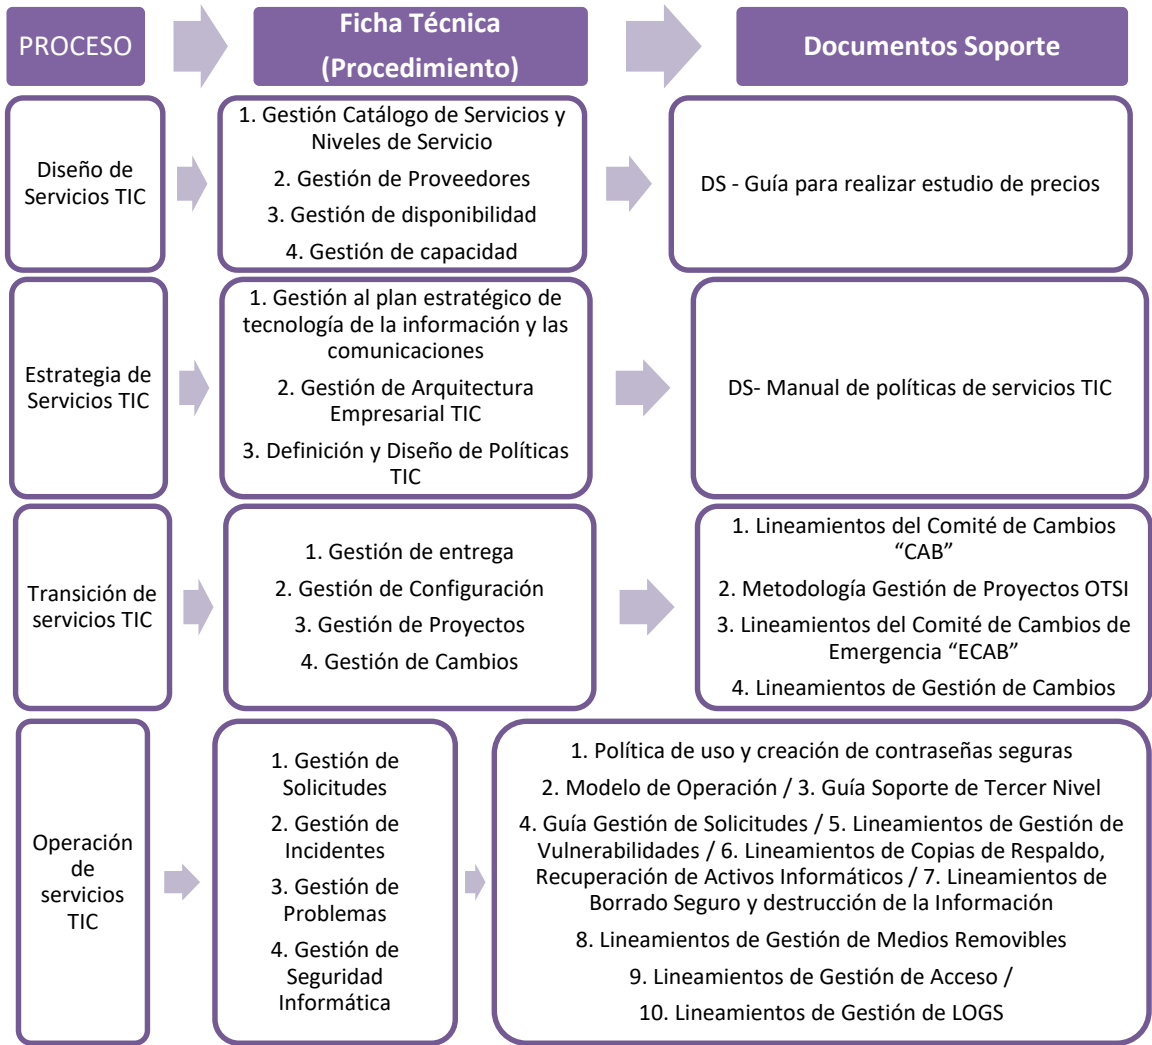 PROCESO
Ficha Técnica
(Procedimiento)
Documentos Soporte
Diseño de
Servicios TIC
1. Gestión Catálogo de Servicios y
Niveles de Servicio
2. Gestión de Proveedores
3. Gestión de disponibilidad
4. Gestión de capacidad
DS - Guía para realizar estudio de precios
Estrategia de
Servicios TIC
1. Gestión al plan estratégico de
tecnología de la información y las
comunicaciones
2. Gestión de Arquitectura
Empresarial TIC
3. Definición y Diseño de Políticas
TIC
DS- Manual de políticas de servicios TIC
Transición de
servicios TIC
1. Gestión de entrega
2. Gestión de Configuración
3. Gestión de Proyectos
4. Gestión de Cambios
1. Lineamientos del Comité de Cambios
“CAB”
2. Metodología Gestión de Proyectos OTSI
3. Lineamientos del Comité de Cambios de
Emergencia “ECAB”
4. Lineamientos de Gestión de Cambios
Operación
de
servicios
TIC
1. Gestión de
Solicitudes
2. Gestión de
Incidentes
3. Gestión de
Problemas
4. Gestión de
Seguridad
Informática
1. Política de uso y creación de contraseñas seguras
2. Modelo de Operación / 3. Guía Soporte de Tercer Nivel
4. Guía Gestión de Solicitudes / 5. Lineamientos de Gestión de
Vulnerabilidades / 6. Lineamientos de Copias de Respaldo,
Recuperación de Activos Informáticos / 7. Lineamientos de
Borrado Seguro y destrucción de la Información
8. Lineamientos de Gestión de Medios Removibles
9. Lineamientos de Gestión de Acceso /
10. Lineamientos de Gestión de LOGS